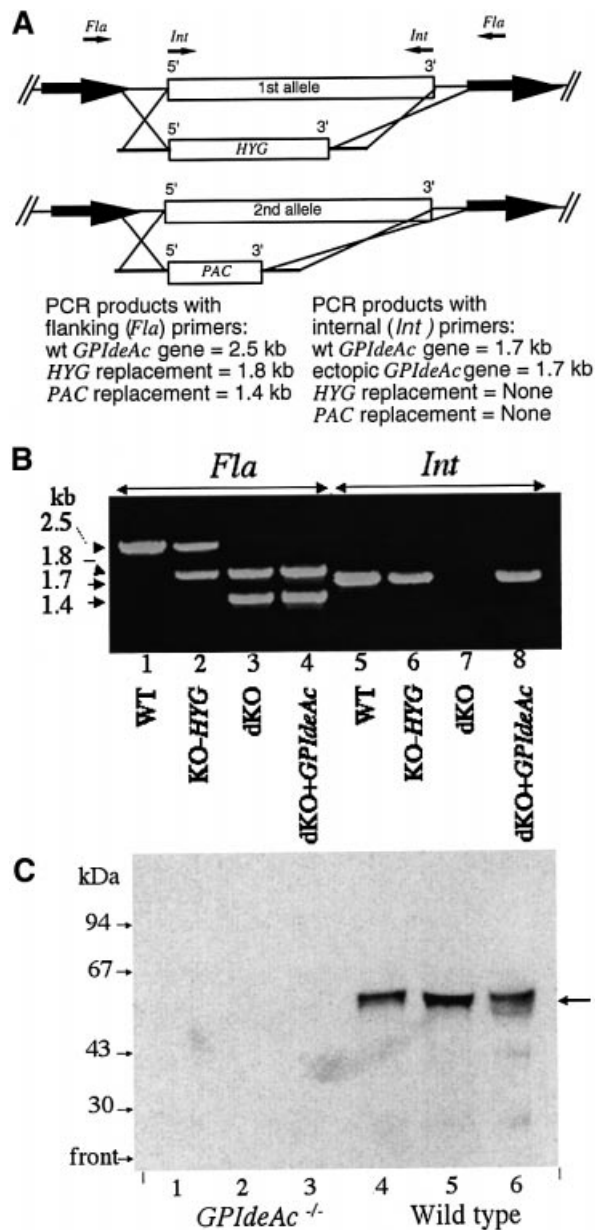 A
Fla Int Int Fla
5' 3'
1st allele
5' 3'
HYG
5' 3'
2nd allele
5' 3'
PAC
PCR products with
flanking (Fla) primers:
wt GPIdeAc gene = 2.5 kb
HYG replacement = 1.8 kb
PAC replacement = 1.4 kb
PCR products with
internal (Int) primers:
wt GPIdeAc gene = 1.7 kb
ectopic GPIdeAc gene = 1.7 kb
HYG replacement = None
PAC replacement = None
B
Fla Int
kb
2.5
1.8
1.7
1.4
1 2 3 4 5 6 7 8
WT
KO-HYG
dKO
dKO+GPIdeAc
WT
KO-HYG
dKO
dKO+GPIdeAc
C
kDa
94
67
43
30
front
1 2 3 4 5 6
GPIdeAc -/- Wild type